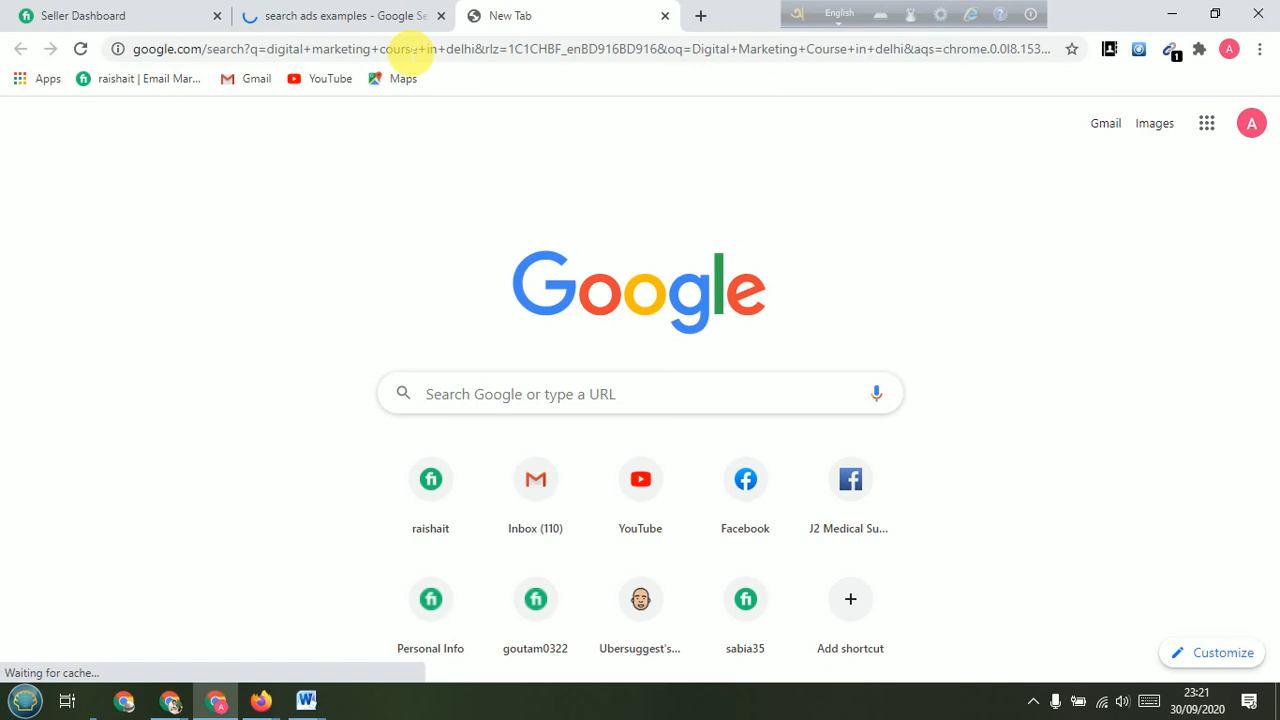 Seller Dashboard
search ads examples - Google Se
New Tab
English
google.com/search?q=digital+marketing+course+in+delhi&rlz=1C1CHBF_enBD916BD916&oq=Digital+Marketing+Course+in+delhi&aqs=chrome.0.0l8.153...
1
A
Apps
raishait | Email Mar...
Gmail
YouTube
Maps
Gmail
Images
A
Google
Search Google or type a URL
raishait
Inbox (110)
YouTube
Facebook
J2 Medical Su...
Personal Info
goutam0322
Ubersuggest's...
sabia35
Add shortcut
Customize
Waiting for cache...
23:21
30/09/2020